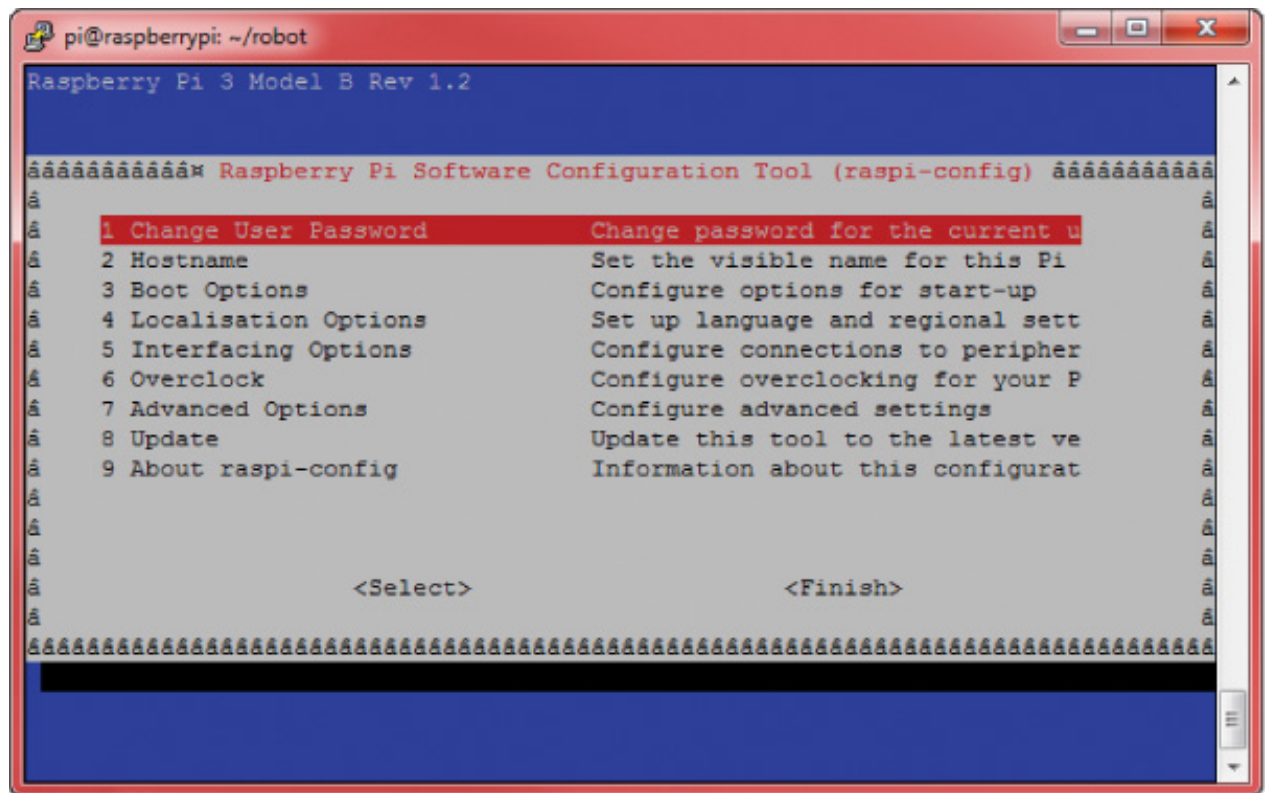 pi@raspberrypi: ~/robot
Raspberry Pi 3 Model B Rev 1.2
âââââââââââ¤ Raspberry Pi Software Configuration Tool (raspi-config) âââââââââââ
â â
â 1 Change User Password Change password for the current u â
â 2 Hostname Set the visible name for this Pi â
â 3 Boot Options Configure options for start-up â
â 4 Localisation Options Set up language and regional sett â
â 5 Interfacing Options Configure connections to peripher â
â 6 Overclock Configure overclocking for your P â
â 7 Advanced Options Configure advanced settings â
â 8 Update Update this tool to the latest ve â
â 9 About raspi-config Information about this configurat â
â â
â â
â â
â <Select> <Finish> â
â â
âââââââââââââââââââââââââââââââââââââââââââââââââââââââââââââââââââââââââââââââââ